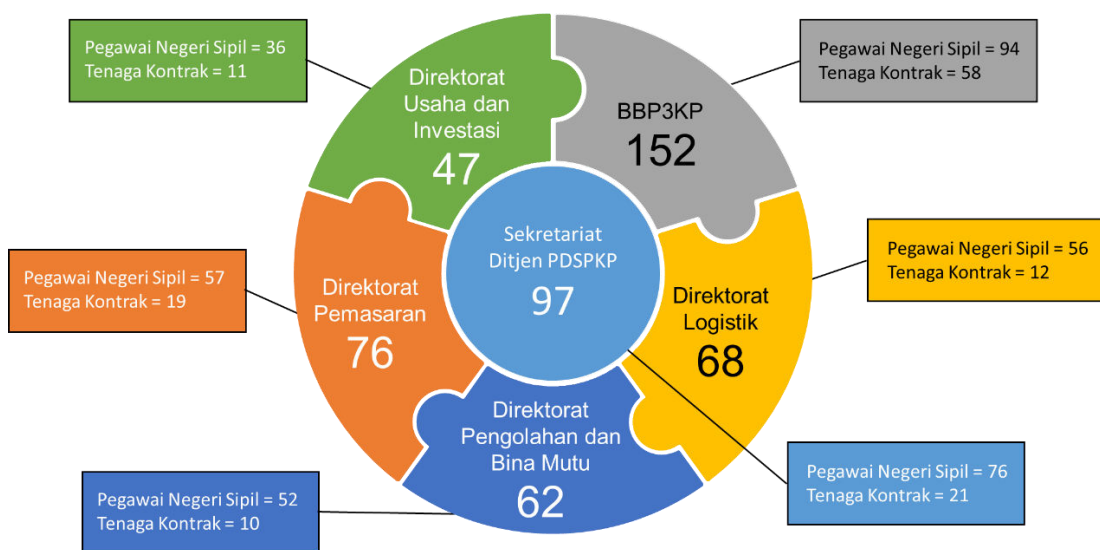 Pegawai Negeri Sipil = 36
Tenaga Kontrak = 11
Pegawai Negeri Sipil = 94
Tenaga Kontrak = 58
Direktorat
Usaha dan
Investasi
47
BBP3KP
152
Pegawai Negeri Sipil = 57
Tenaga Kontrak = 19
Direktorat
Pemasaran
76
Sekretariat
Ditjen PDSPKP
97
Direktorat
Logistik
68
Pegawai Negeri Sipil = 56
Tenaga Kontrak = 12
Direktorat
Pengolahan dan
Bina Mutu
62
Pegawai Negeri Sipil = 52
Tenaga Kontrak = 10
Pegawai Negeri Sipil = 76
Tenaga Kontrak = 21